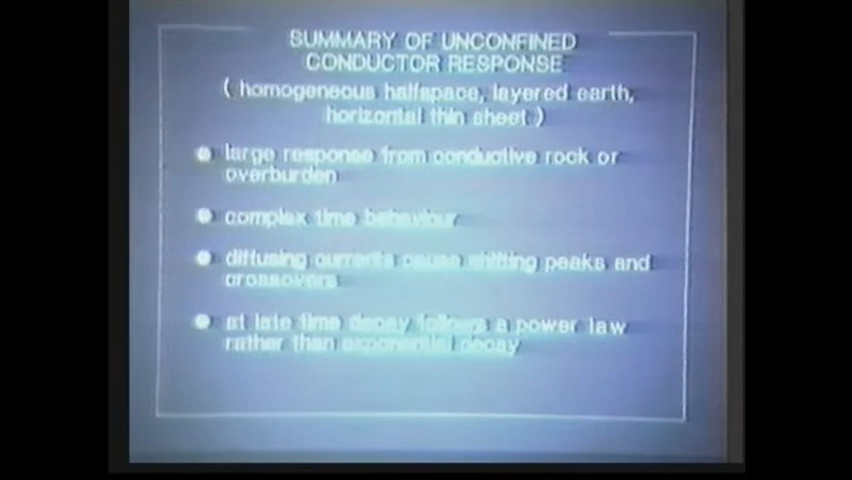 SUMMARY OF UNCONFINED
CONDUCTOR RESPONSE
( homogeneous halfspace, layered earth,
horizontal thin sheet )
● large response from conductive rock or
overburden
● complex time behaviour
● diffusing currents cause shifting peaks and
crossovers
● at late time decay follows a power law
rather than exponential decay